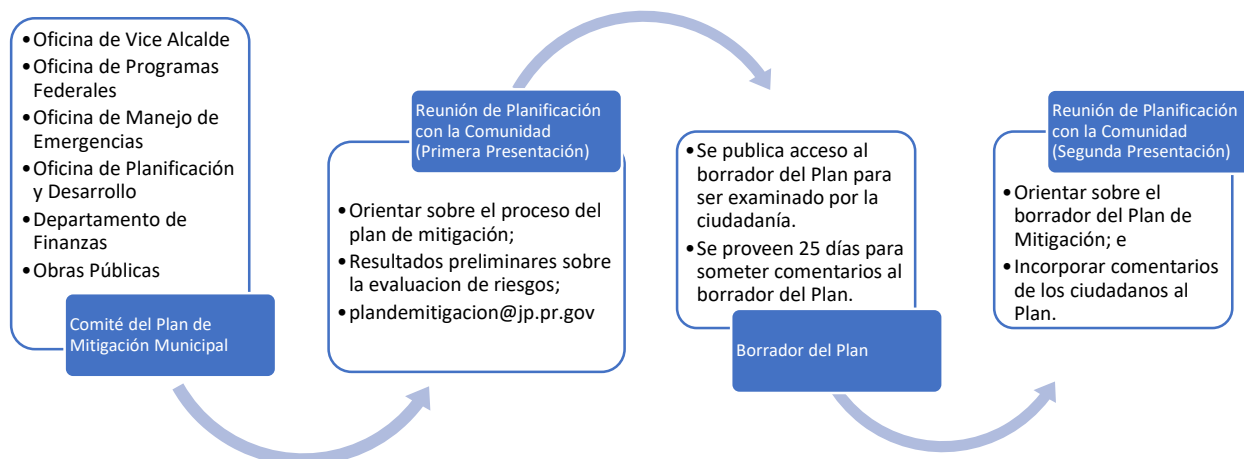 •Oficina de Vice Alcalde
•Oficina de Programas
Federales
•Oficina de Manejo de
Emergencias
•Oficina de Planificación
y Desarrollo
•Departamento de
Finanzas
•Obras Públicas
Comité del Plan de
Mitigación Municipal
Reunión de Planificación
con la Comunidad
(Primera Presentación)
•Orientar sobre el proceso del
plan de mitigación;
•Resultados preliminares sobre
la evaluacion de riesgos;
•plandemitigacion@jp.pr.gov
•Se publica acceso al
borrador del Plan para
ser examinado por la
ciudadanía.
•Se proveen 25 días para
someter comentarios al
borrador del Plan.
Borrador del Plan
Reunión de Planificación
con la Comunidad
(Segunda Presentación)
•Orientar sobre el
borrador del Plan de
Mitigación; e
•Incorporar comentarios
de los ciudadanos al
Plan.